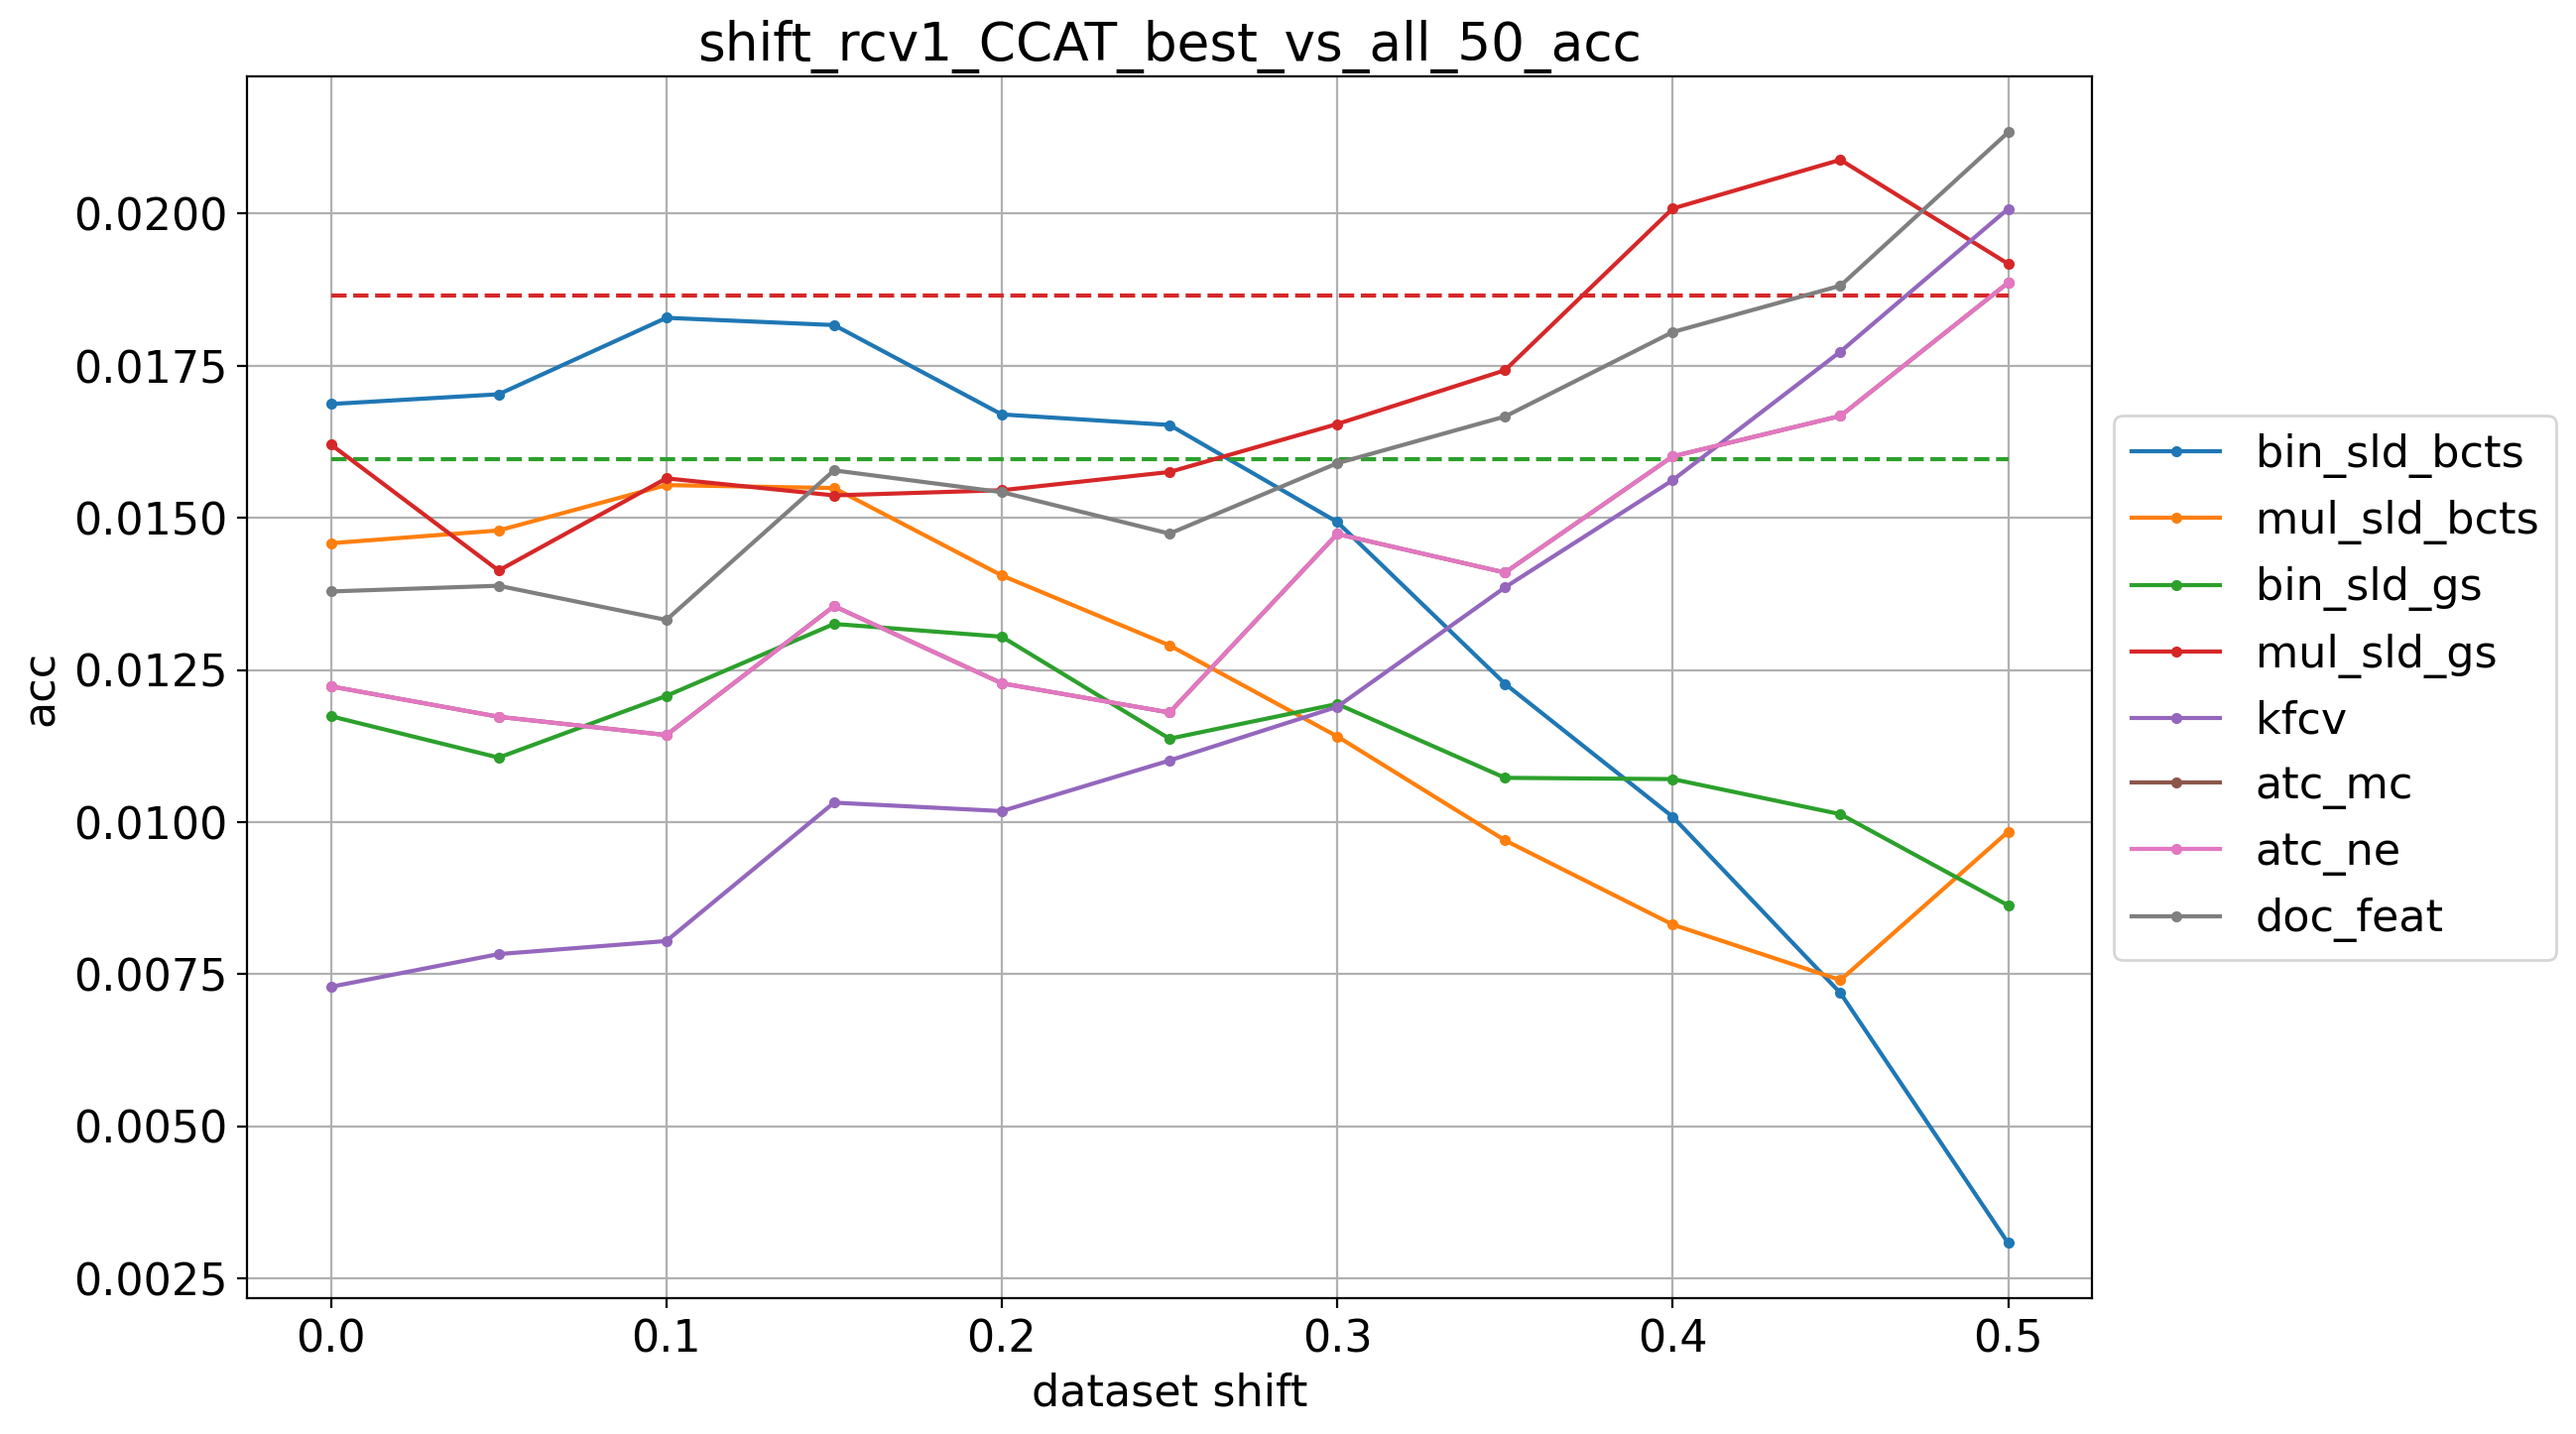 shift_rcv1_CCAT_best_vs_all_50_acc
acc
0.0200
0.0175
0.0150
0.0125
0.0100
0.0075
0.0050
0.0025
0.0 0.1 0.2 0.3 0.4 0.5
dataset shift
bin_sld_bcts
mul_sld_bcts
bin_sld_gs
mul_sld_gs
kfcv
atc_mc
atc_ne
doc_feat